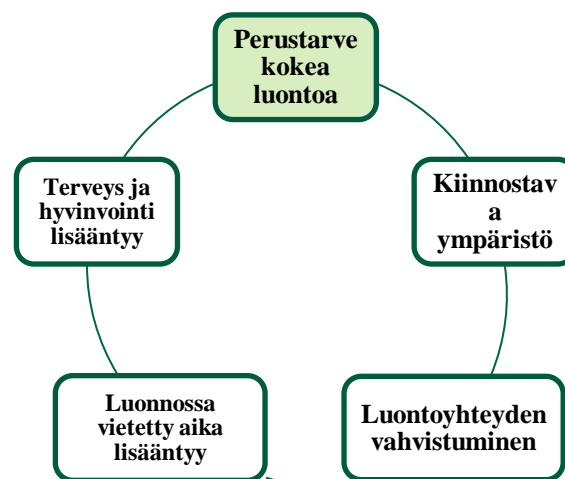 Perustarve
kokea
luontoa
Kiinnostav
a
ympäristö
Luontoyhteyden
vahvistuminen
Luonnossa
vietetty aika
lisääntyy
Terveys ja
hyvinvointi
lisääntyy